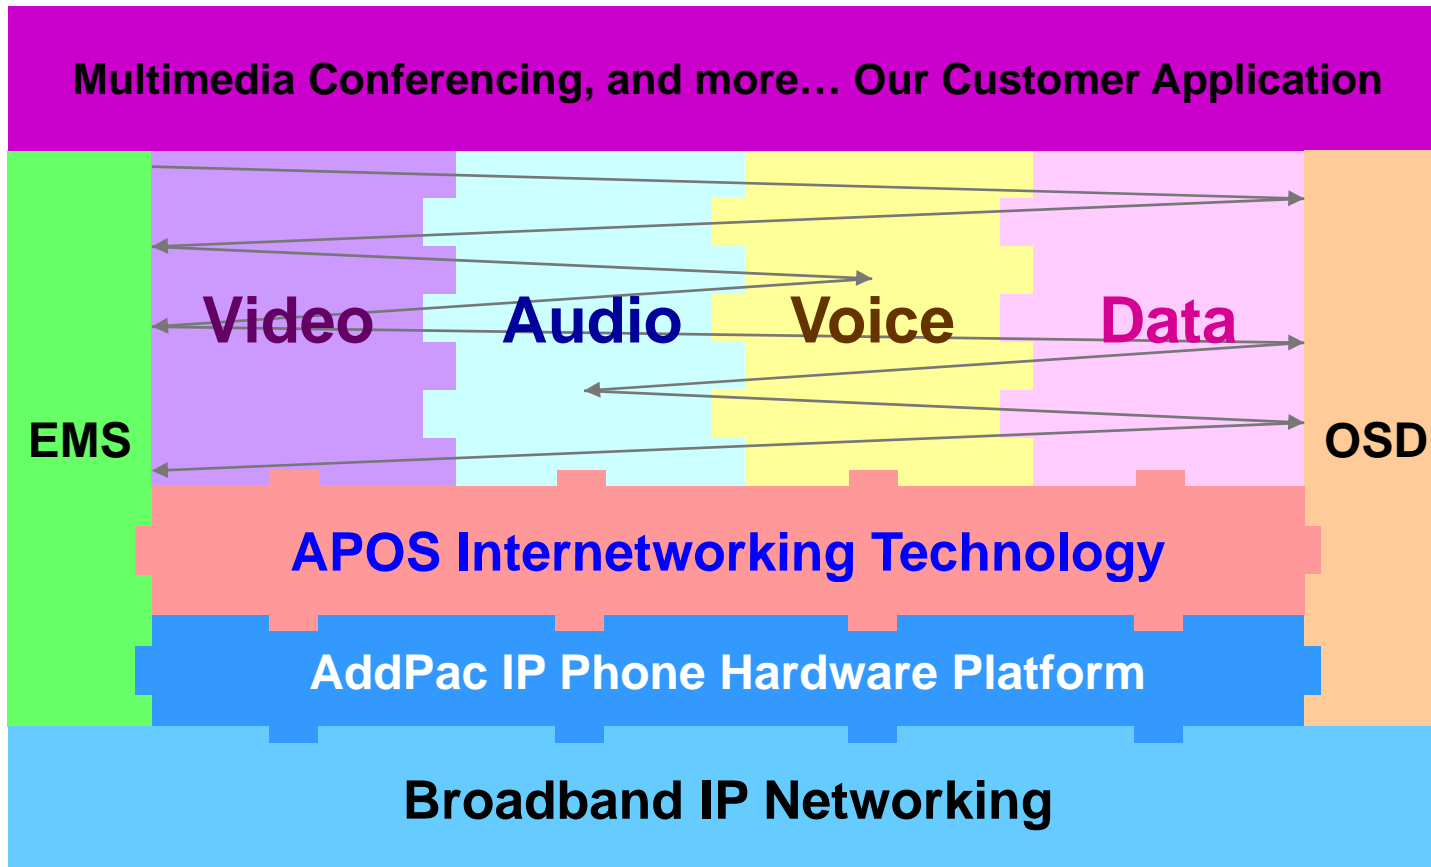 Multimedia Conferencing, and more… Our Customer Application
Video
Audio
Voice
Data
EMS
OSD
APOS Internetworking Technology
AddPac IP Phone Hardware Platform
Broadband IP Networking